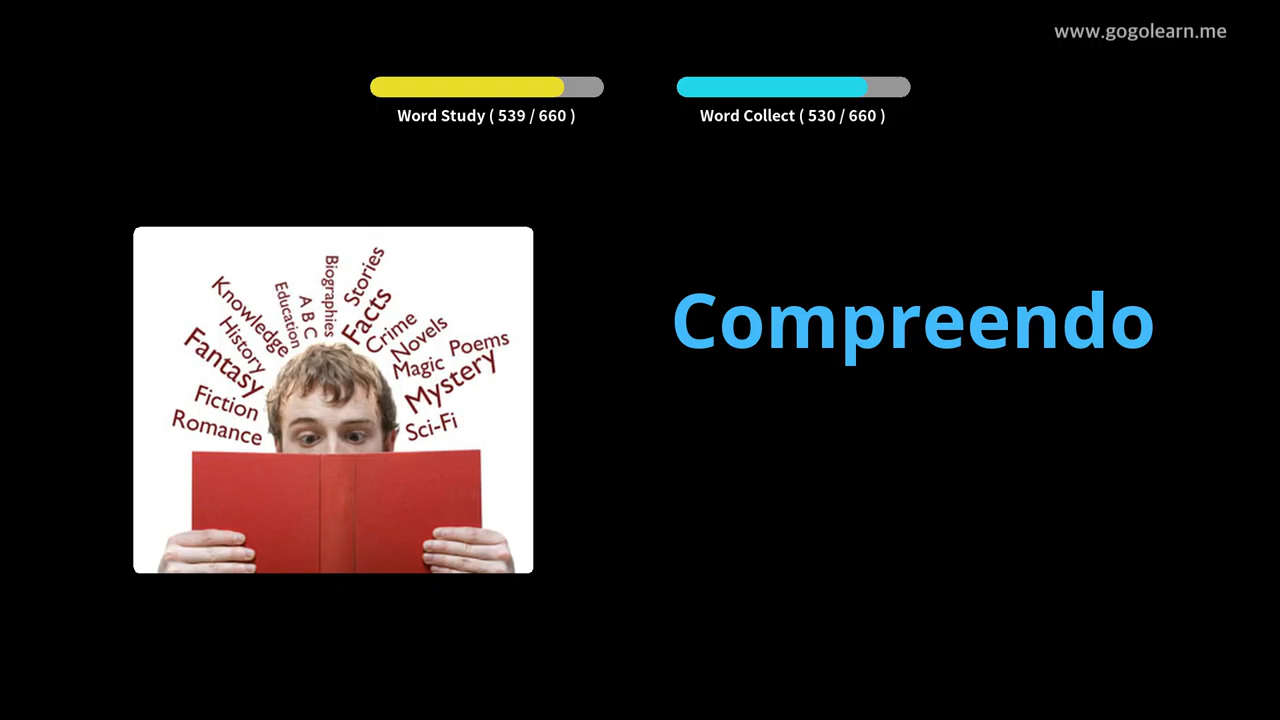 www.gogolearn.me
Word Study ( 539 / 660 )
Word Collect ( 530 / 660 )
Compreendo
Biographies
Stories
Education
A B C
Facts
Knowledge
Crime
History
Novels
Fantasy
Magic
Poems
Mystery
Fiction
Romance
Sci-Fi